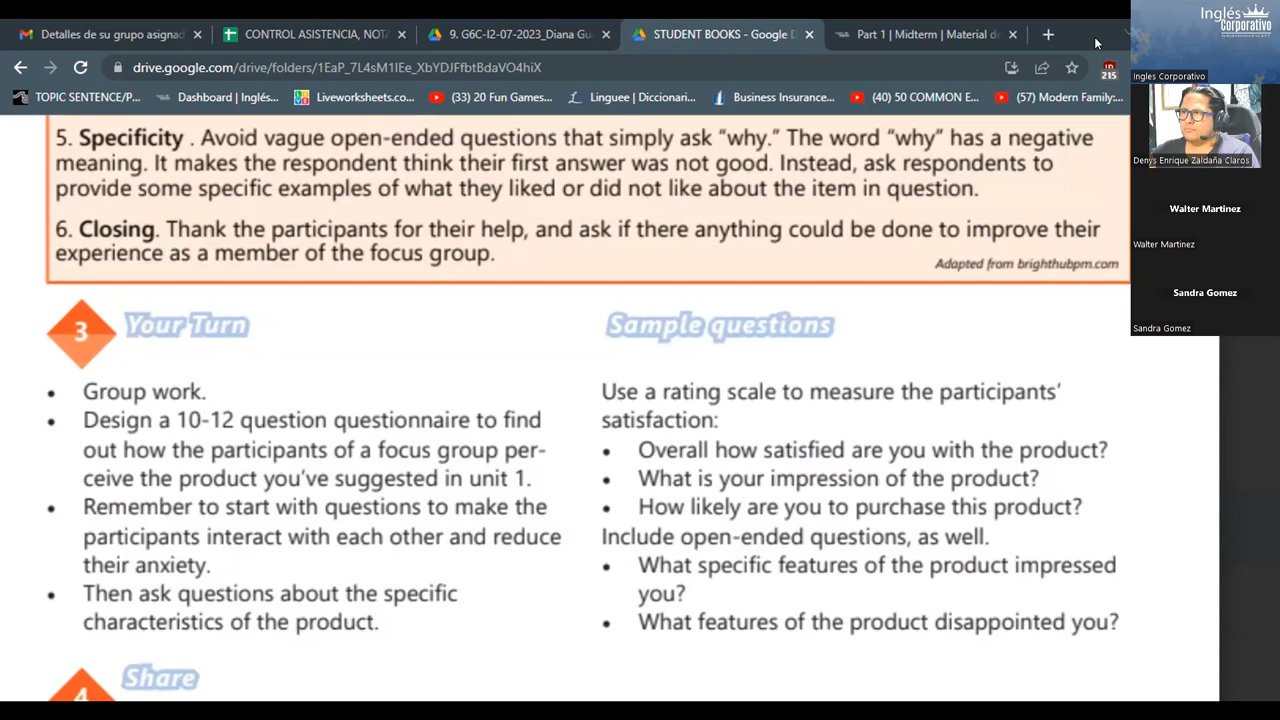 Detalles de su grupo asignad
CONTROL ASISTENCIA, NOTA
9. G6C-I2-07-2023_Diana Gu
STUDENT BOOKS - Google D
Part 1 | Midterm | Material de
drive.google.com/drive/folders/1EaP_7L4sM1IEe_XbYDJFfbtBdaVO4hiX
215
TOPIC SENTENCE/P...
Dashboard | Inglés...
Liveworksheets.co...
(33) 20 Fun Games...
Linguee | Diccionari...
Business Insurance...
(40) 50 COMMON E...
(57) Modern Family:...
5. Specificity . Avoid vague open-ended questions that simply ask “why.” The word “why” has a negative
meaning. It makes the respondent think their first answer was not good. Instead, ask respondents to
provide some specific examples of what they liked or did not like about the item in question.
6. Closing. Thank the participants for their help, and ask if there anything could be done to improve their
experience as a member of the focus group.
Adapted from brighthubpm.com
3
Your Turn
• Group work.
• Design a 10-12 question questionnaire to find
out how the participants of a focus group per-
ceive the product you’ve suggested in unit 1.
• Remember to start with questions to make the
participants interact with each other and reduce
their anxiety.
• Then ask questions about the specific
characteristics of the product.
Sample questions
Use a rating scale to measure the participants’
satisfaction:
• Overall how satisfied are you with the product?
• What is your impression of the product?
• How likely are you to purchase this product?
Include open-ended questions, as well.
• What specific features of the product impressed
you?
• What features of the product disappointed you?
4
Share
Inglés
Corporativo
Ingles Corporativo
Denys Enrique Zaldaña Claros
Walter Martinez
Walter Martinez
Sandra Gomez
Sandra Gomez